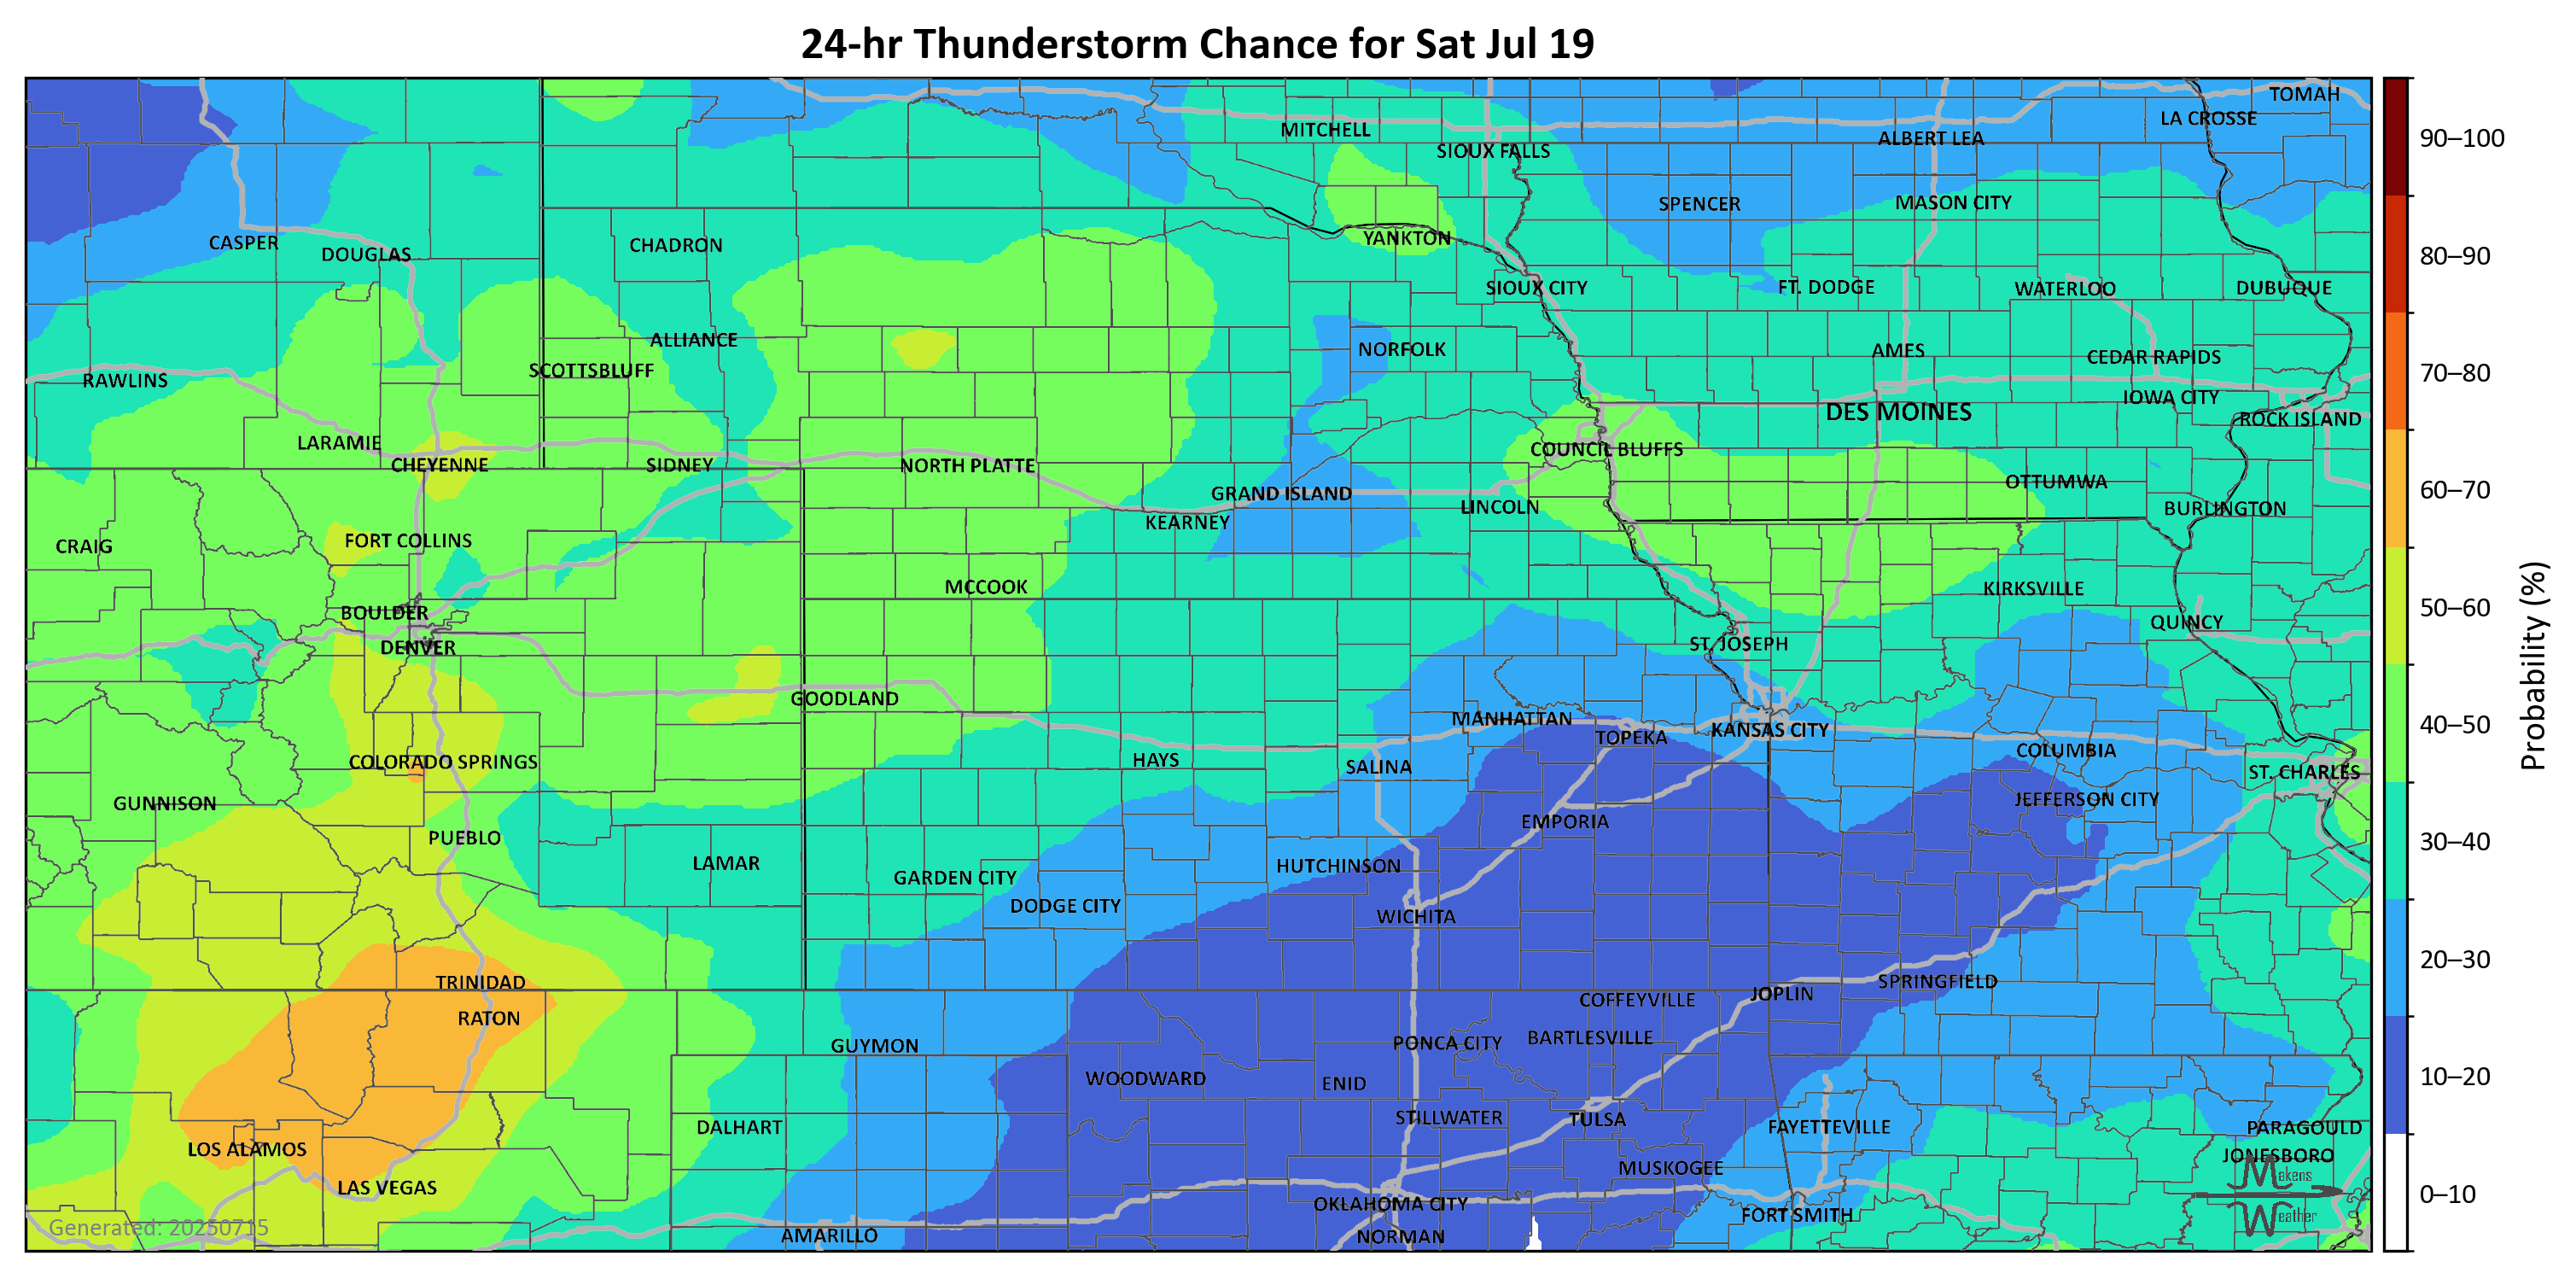 24-hr Thunderstorm Chance for Sat Jul 19
TOMAH
LA CROSSE
MITCHELL
ALBERT LEA
SIOUX FALLS
SPENCER
MASON CITY
CASPER
DOUGLAS
CHADRON
YANKTON
SIOUX CITY
FT. DODGE
WATERLOO
DUBUQUE
ALLIANCE
NORFOLK
AMES
CEDAR RAPIDS
RAWLINS
SCOTTSBLUFF
IOWA CITY
DES MOINES
ROCK ISLAND
LARAMIE
COUNCIL BLUFFS
CHEYENNE
SIDNEY
NORTH PLATTE
OTTUMWA
GRAND ISLAND
LINCOLN
BURLINGTON
KEARNEY
CRAIG
FORT COLLINS
MCCOOK
KIRKSVILLE
BOULDER
QUINCY
DENVER
ST. JOSEPH
GOODLAND
MANHATTAN
TOPEKA
KANSAS CITY
COLUMBIA
COLORADO SPRINGS
HAYS
SALINA
ST. CHARLES
GUNNISON
JEFFERSON CITY
PUEBLO
EMPORIA
LAMAR
GARDEN CITY
HUTCHINSON
DODGE CITY
WICHITA
TRINIDAD
SPRINGFIELD
COFFEYVILLE
JOPLIN
RATON
GUYMON
PONCA CITY
BARTLESVILLE
WOODWARD
ENID
DALHART
STILLWATER
TULSA
FAYETTEVILLE
PARAGOULD
LOS ALAMOS
JONESBORO
MUSKOGEE
LAS VEGAS
OKLAHOMA CITY
FORT SMITH
AMARILLO
NORMAN
Generated: 20250715
Makens
Weather
90–100
80–90
70–80
60–70
50–60
40–50
30–40
20–30
10–20
0–10
Probability (%)